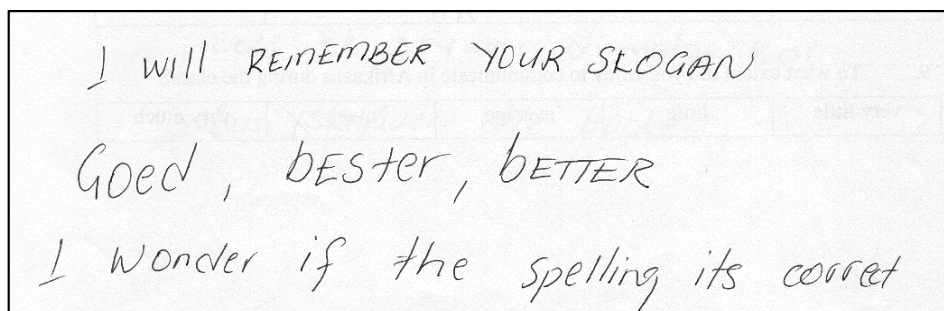 I will REMEMBER YOUR SLOGAN
Goed, bester, bETTER
I wonder if the spelling its correct